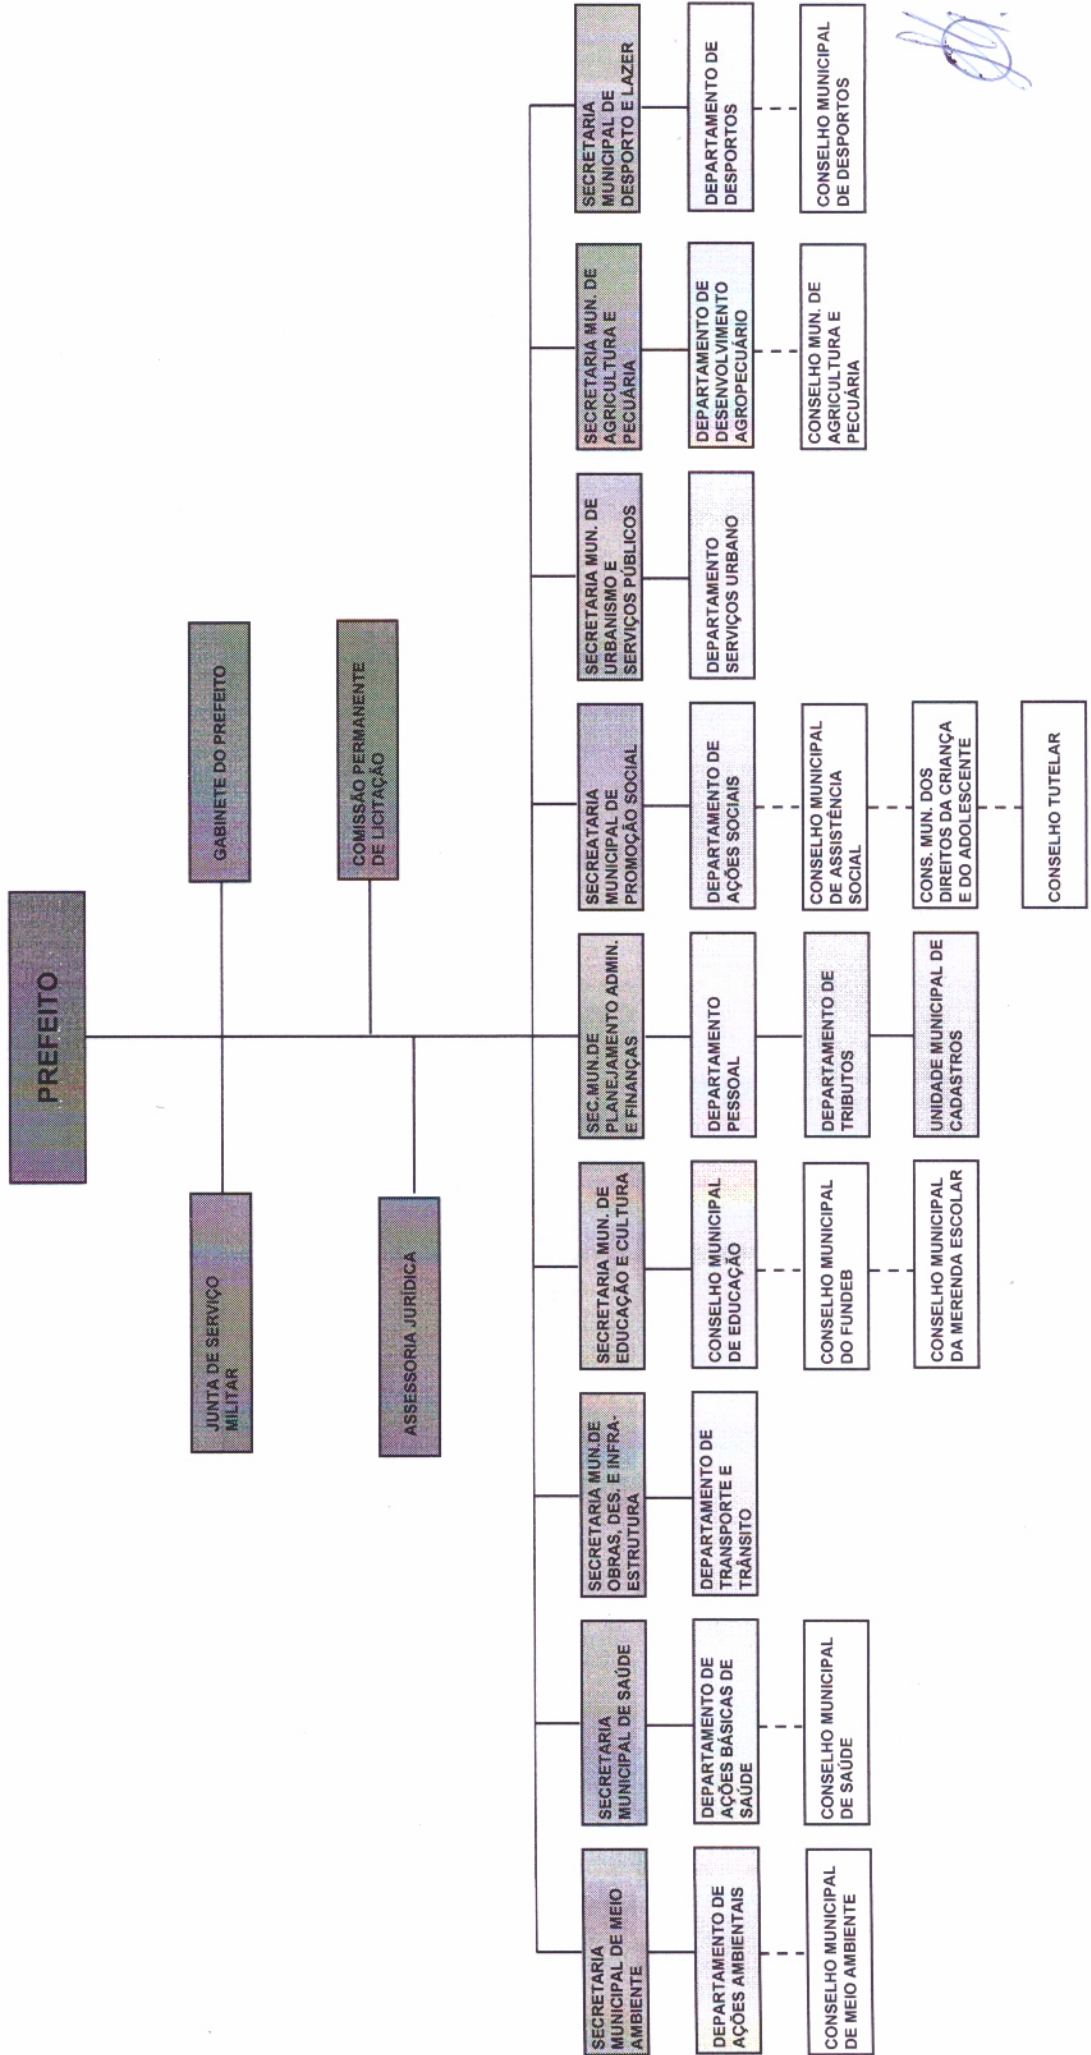 PREFEITO
JUNTA DE SERVIÇO
MILITAR
GABINETE DO PREFEITO
ASSESSORIA JURÍDICA
COMISSÃO PERMANENTE
DE LICITAÇÃO
SECRETARIA
MUNICIPAL DE MEIO
AMBIENTE
SECRETARIA
MUNICIPAL DE SAÚDE
SECRETARIA MUN.DE
OBRAS, DES. E INFRA-
ESTRUTURA
SECRETARIA MUN. DE
EDUCAÇÃO E CULTURA
SEC.MUN.DE
PLANEJAMENTO ADMIN.
E FINANÇAS
SECREATARIA
MUNICIPAL DE
PROMOÇÃO SOCIAL
SECRETARIA MUN. DE
URBANISMO E
SERVIÇOS PÚBLICOS
SECRETARIA MUN. DE
AGRICULTURA E
PECUÁRIA
SECRETARIA
MUNICIPAL DE
DESPORTO E LAZER
DEPARTAMENTO DE
AÇÕES AMBIENTAIS
DEPARTAMENTO DE
AÇÕES BÁSICAS DE
SAÚDE
DEPARTAMENTO DE
TRANSPORTE E
TRÂNSITO
CONSELHO MUNICIPAL
DE EDUCAÇÃO
DEPARTAMENTO
PESSOAL
DEPARTAMENTO DE
AÇÕES SOCIAIS
DEPARTAMENTO
SERVIÇOS URBANO
DEPARTAMENTO DE
DESENVOLVIMENTO
AGROPECUÁRIO
DEPARTAMENTO DE
DESPORTOS
CONSELHO MUNICIPAL
DE MEIO AMBIENTE
CONSELHO MUNICIPAL
DE SAÚDE
CONSELHO MUNICIPAL
DO FUNDEB
DEPARTAMENTO DE
TRIBUTOS
CONSELHO MUNICIPAL
DE ASSISTÊNCIA
SOCIAL
CONSELHO MUN. DE
AGRICULTURA E
PECUÁRIA
CONSELHO MUNICIPAL
DE DESPORTOS
CONSELHO MUNICIPAL
DA MERENDA ESCOLAR
UNIDADE MUNICIPAL DE
CADASTROS
CONS. MUN. DOS
DIREITOS DA CRIANÇA
E DO ADOLESCENTE
CONSELHO TUTELAR